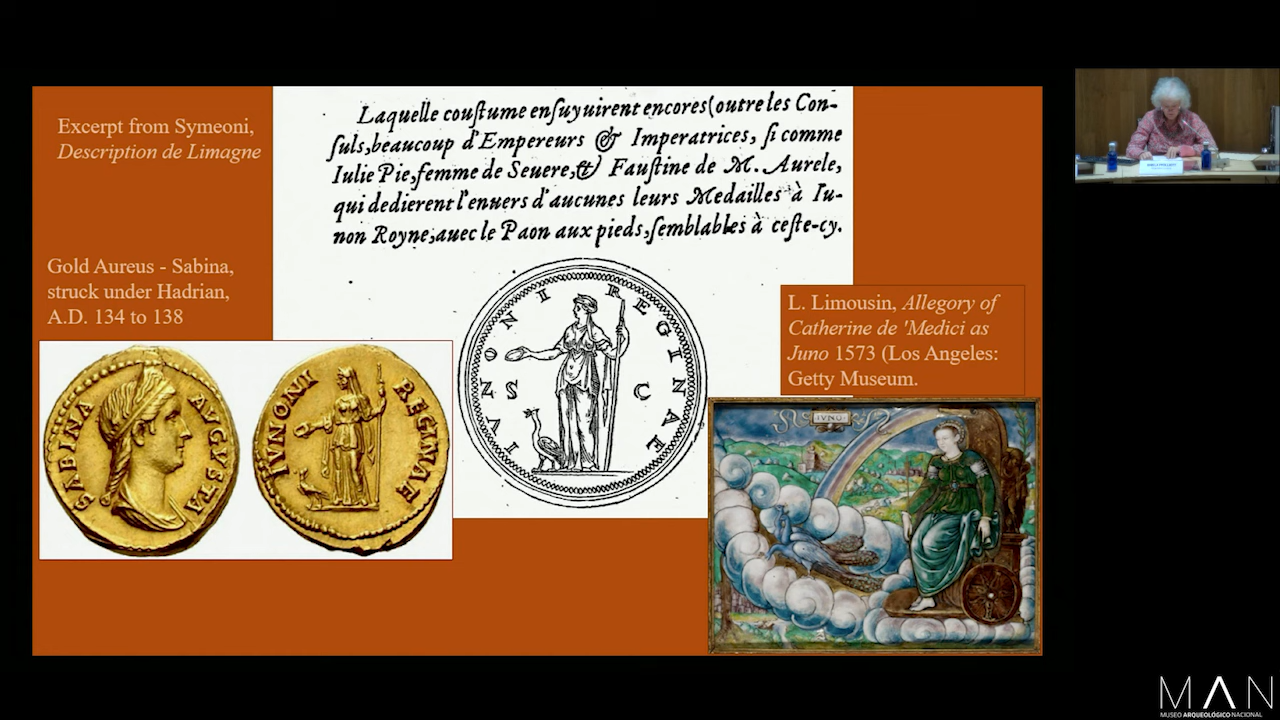 Excerpt from Symeoni,
Description de Limagne
Laquelle couſtume enſuyuirent encores (outre les Con-
ſuls, beaucoup d'Empereurs & Imperatrices, ſi comme
Iulie Pie, femme de Seuere, &) Fauſtine de M. Aurele,
qui dedierent l'enuers d'aucunes leurs Medailles à Iu-
non Royne, auec le Paon aux pieds, ſemblables à ceſte-cy.
Gold Aureus - Sabina,
struck under Hadrian,
A.D. 134 to 138
SABINA AVGVSTA
IVNONI REGINAE
IVNONI REGINAE
S C
L. Limousin, Allegory of
Catherine de 'Medici as
Juno 1573 (Los Angeles:
Getty Museum.
IVNO
MAN
MUSEO ARQUEOLÓGICO NACIONAL